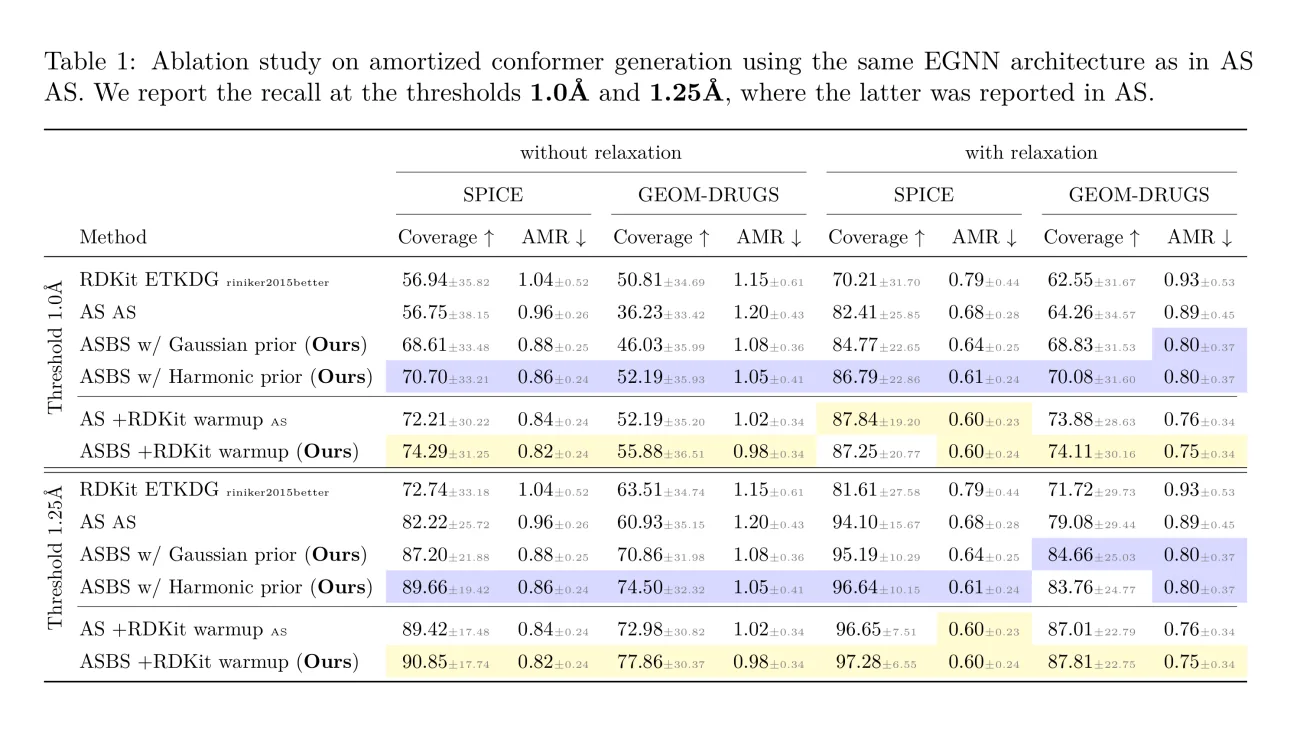 Table 1: Ablation study on amortized conformer generation using the same EGNN architecture as in AS
AS. We report the recall at the thresholds 1.0Å and 1.25Å, where the latter was reported in AS.
without relaxation with relaxation
SPICE GEOM-DRUGS SPICE GEOM-DRUGS
Method Coverage ↑ AMR ↓ Coverage ↑ AMR ↓ Coverage ↑ AMR ↓ Coverage ↑ AMR ↓
Threshold 1.0Å
RDKit ETKDG riniker2015better 56.94±35.82 1.04±0.52 50.81±34.69 1.15±0.61 70.21±31.70 0.79±0.44 62.55±31.67 0.93±0.53
AS AS 56.75±38.15 0.96±0.26 36.23±33.42 1.20±0.43 82.41±25.85 0.68±0.28 64.26±34.57 0.89±0.45
ASBS w/ Gaussian prior (Ours) 68.61±33.48 0.88±0.25 46.03±35.99 1.08±0.36 84.77±22.65 0.64±0.25 68.83±31.53 0.80±0.37
ASBS w/ Harmonic prior (Ours) 70.70±33.21 0.86±0.24 52.19±35.93 1.05±0.41 86.79±22.86 0.61±0.24 70.08±31.60 0.80±0.37
AS +RDKit warmup AS 72.21±30.22 0.84±0.24 52.19±35.20 1.02±0.34 87.84±19.20 0.60±0.23 73.88±28.63 0.76±0.34
ASBS +RDKit warmup (Ours) 74.29±31.25 0.82±0.24 55.88±36.51 0.98±0.34 87.25±20.77 0.60±0.24 74.11±30.16 0.75±0.34
Threshold 1.25Å
RDKit ETKDG riniker2015better 72.74±33.18 1.04±0.52 63.51±34.74 1.15±0.61 81.61±27.58 0.79±0.44 71.72±29.73 0.93±0.53
AS AS 82.22±25.72 0.96±0.26 60.93±35.15 1.20±0.43 94.10±15.67 0.68±0.28 79.08±29.44 0.89±0.45
ASBS w/ Gaussian prior (Ours) 87.20±21.88 0.88±0.25 70.86±31.98 1.08±0.36 95.19±10.29 0.64±0.25 84.66±25.03 0.80±0.37
ASBS w/ Harmonic prior (Ours) 89.66±19.42 0.86±0.24 74.50±32.32 1.05±0.41 96.64±10.15 0.61±0.24 83.76±24.77 0.80±0.37
AS +RDKit warmup AS 89.42±17.48 0.84±0.24 72.98±30.82 1.02±0.34 96.65±7.51 0.60±0.23 87.01±22.79 0.76±0.34
ASBS +RDKit warmup (Ours) 90.85±17.74 0.82±0.24 77.86±30.37 0.98±0.34 97.28±6.55 0.60±0.24 87.81±22.75 0.75±0.34